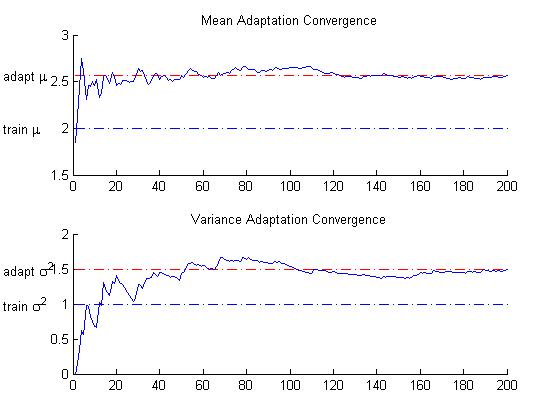 Mean Adaptation Convergence
3
adapt μ
2.5
train μ 2
1.5
0 20 40 60 80 100 120 140 160 180 200
Variance Adaptation Convergence
2
adapt σ² 1.5
train σ² 1
0.5
0
0 20 40 60 80 100 120 140 160 180 200